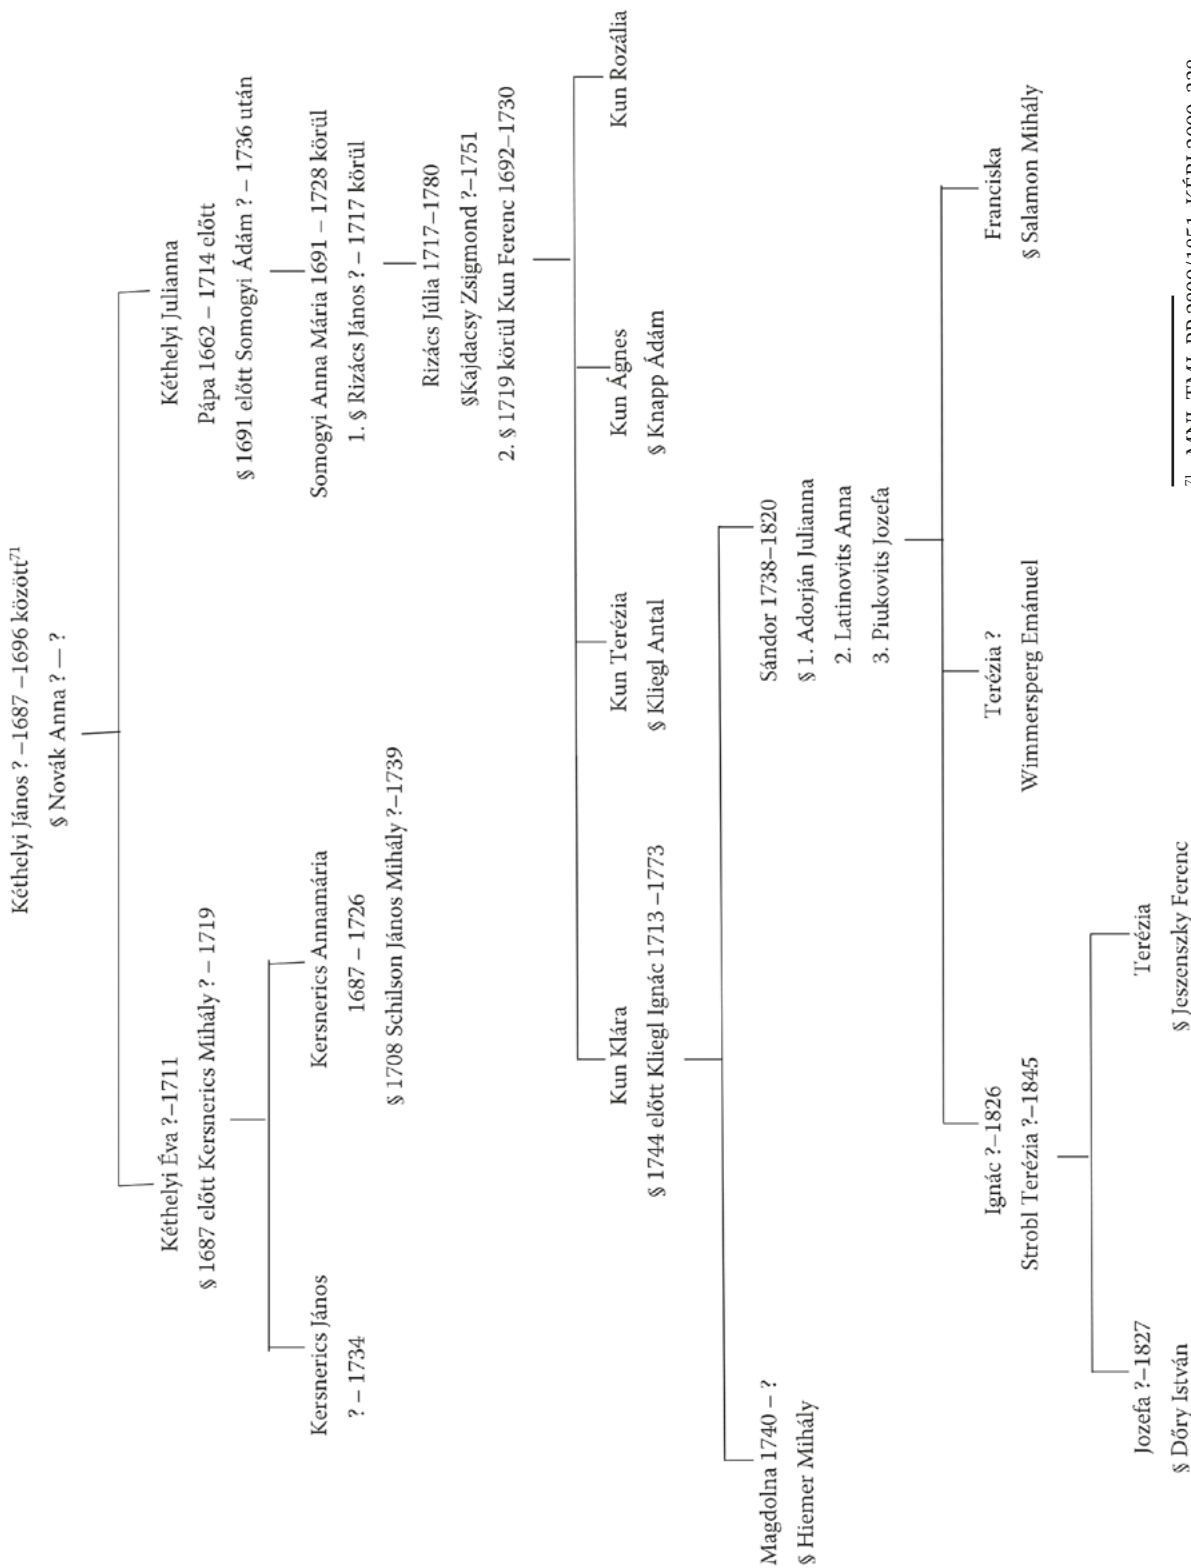 Kéthelyi János ? –1687 –1696 között71
§ Novák Anna ? — ?
Kéthelyi Éva ?–1711
§ 1687 előtt Kersnerics Mihály ? – 1719
Kéthelyi Julianna
Pápa 1662 – 1714 előtt
§ 1691 előtt Somogyi Ádám ? – 1736 után
Kersnerics János
? – 1734
Kersnerics Annamária
1687 – 1726
§ 1708 Schilson János Mihály ?–1739
Somogyi Anna Mária 1691 – 1728 körül
1. § Rizács János ? – 1717 körül
Rizács Júlia 1717–1780
§Kajdacsy Zsigmond ?–1751
2. § 1719 körül Kun Ferenc 1692–1730
Kun Klára
§ 1744 előtt Kliegl Ignác 1713 –1773
Kun Terézia
§ Kliegl Antal
Kun Ágnes
§ Knapp Ádám
Kun Rozália
Magdolna 1740 – ?
§ Hiemer Mihály
Sándor 1738–1820
§ 1. Adorján Julianna
2. Latinovits Anna
3. Piukovits Jozefa
Ignác ?–1826
Strobl Terézia ?–1845
Terézia ?
Wimmersperg Emánuel
Franciska
§ Salamon Mihály
Jozefa ?–1827
§ Dőry István
Terézia
§ Jeszenszky Ferenc
71